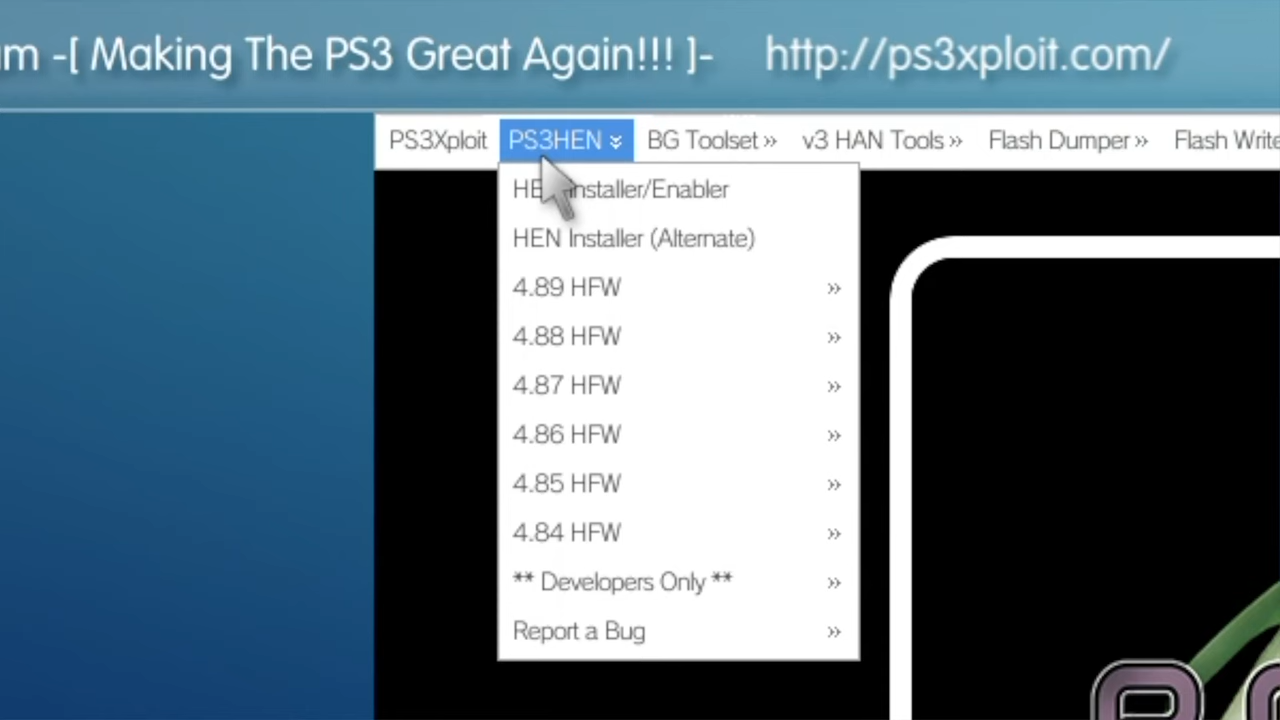 -[ Making The PS3 Great Again!!! ]- http://ps3xploit.com/
PS3Xploit PS3HEN BG Toolset » v3 HAN Tools » Flash Dumper » Flash
Installer/Enabler
HEN Installer (Alternate)
4.89 HFW »
4.88 HFW »
4.87 HFW »
4.86 HFW »
4.85 HFW »
4.84 HFW »
** Developers Only ** »
Report a Bug »